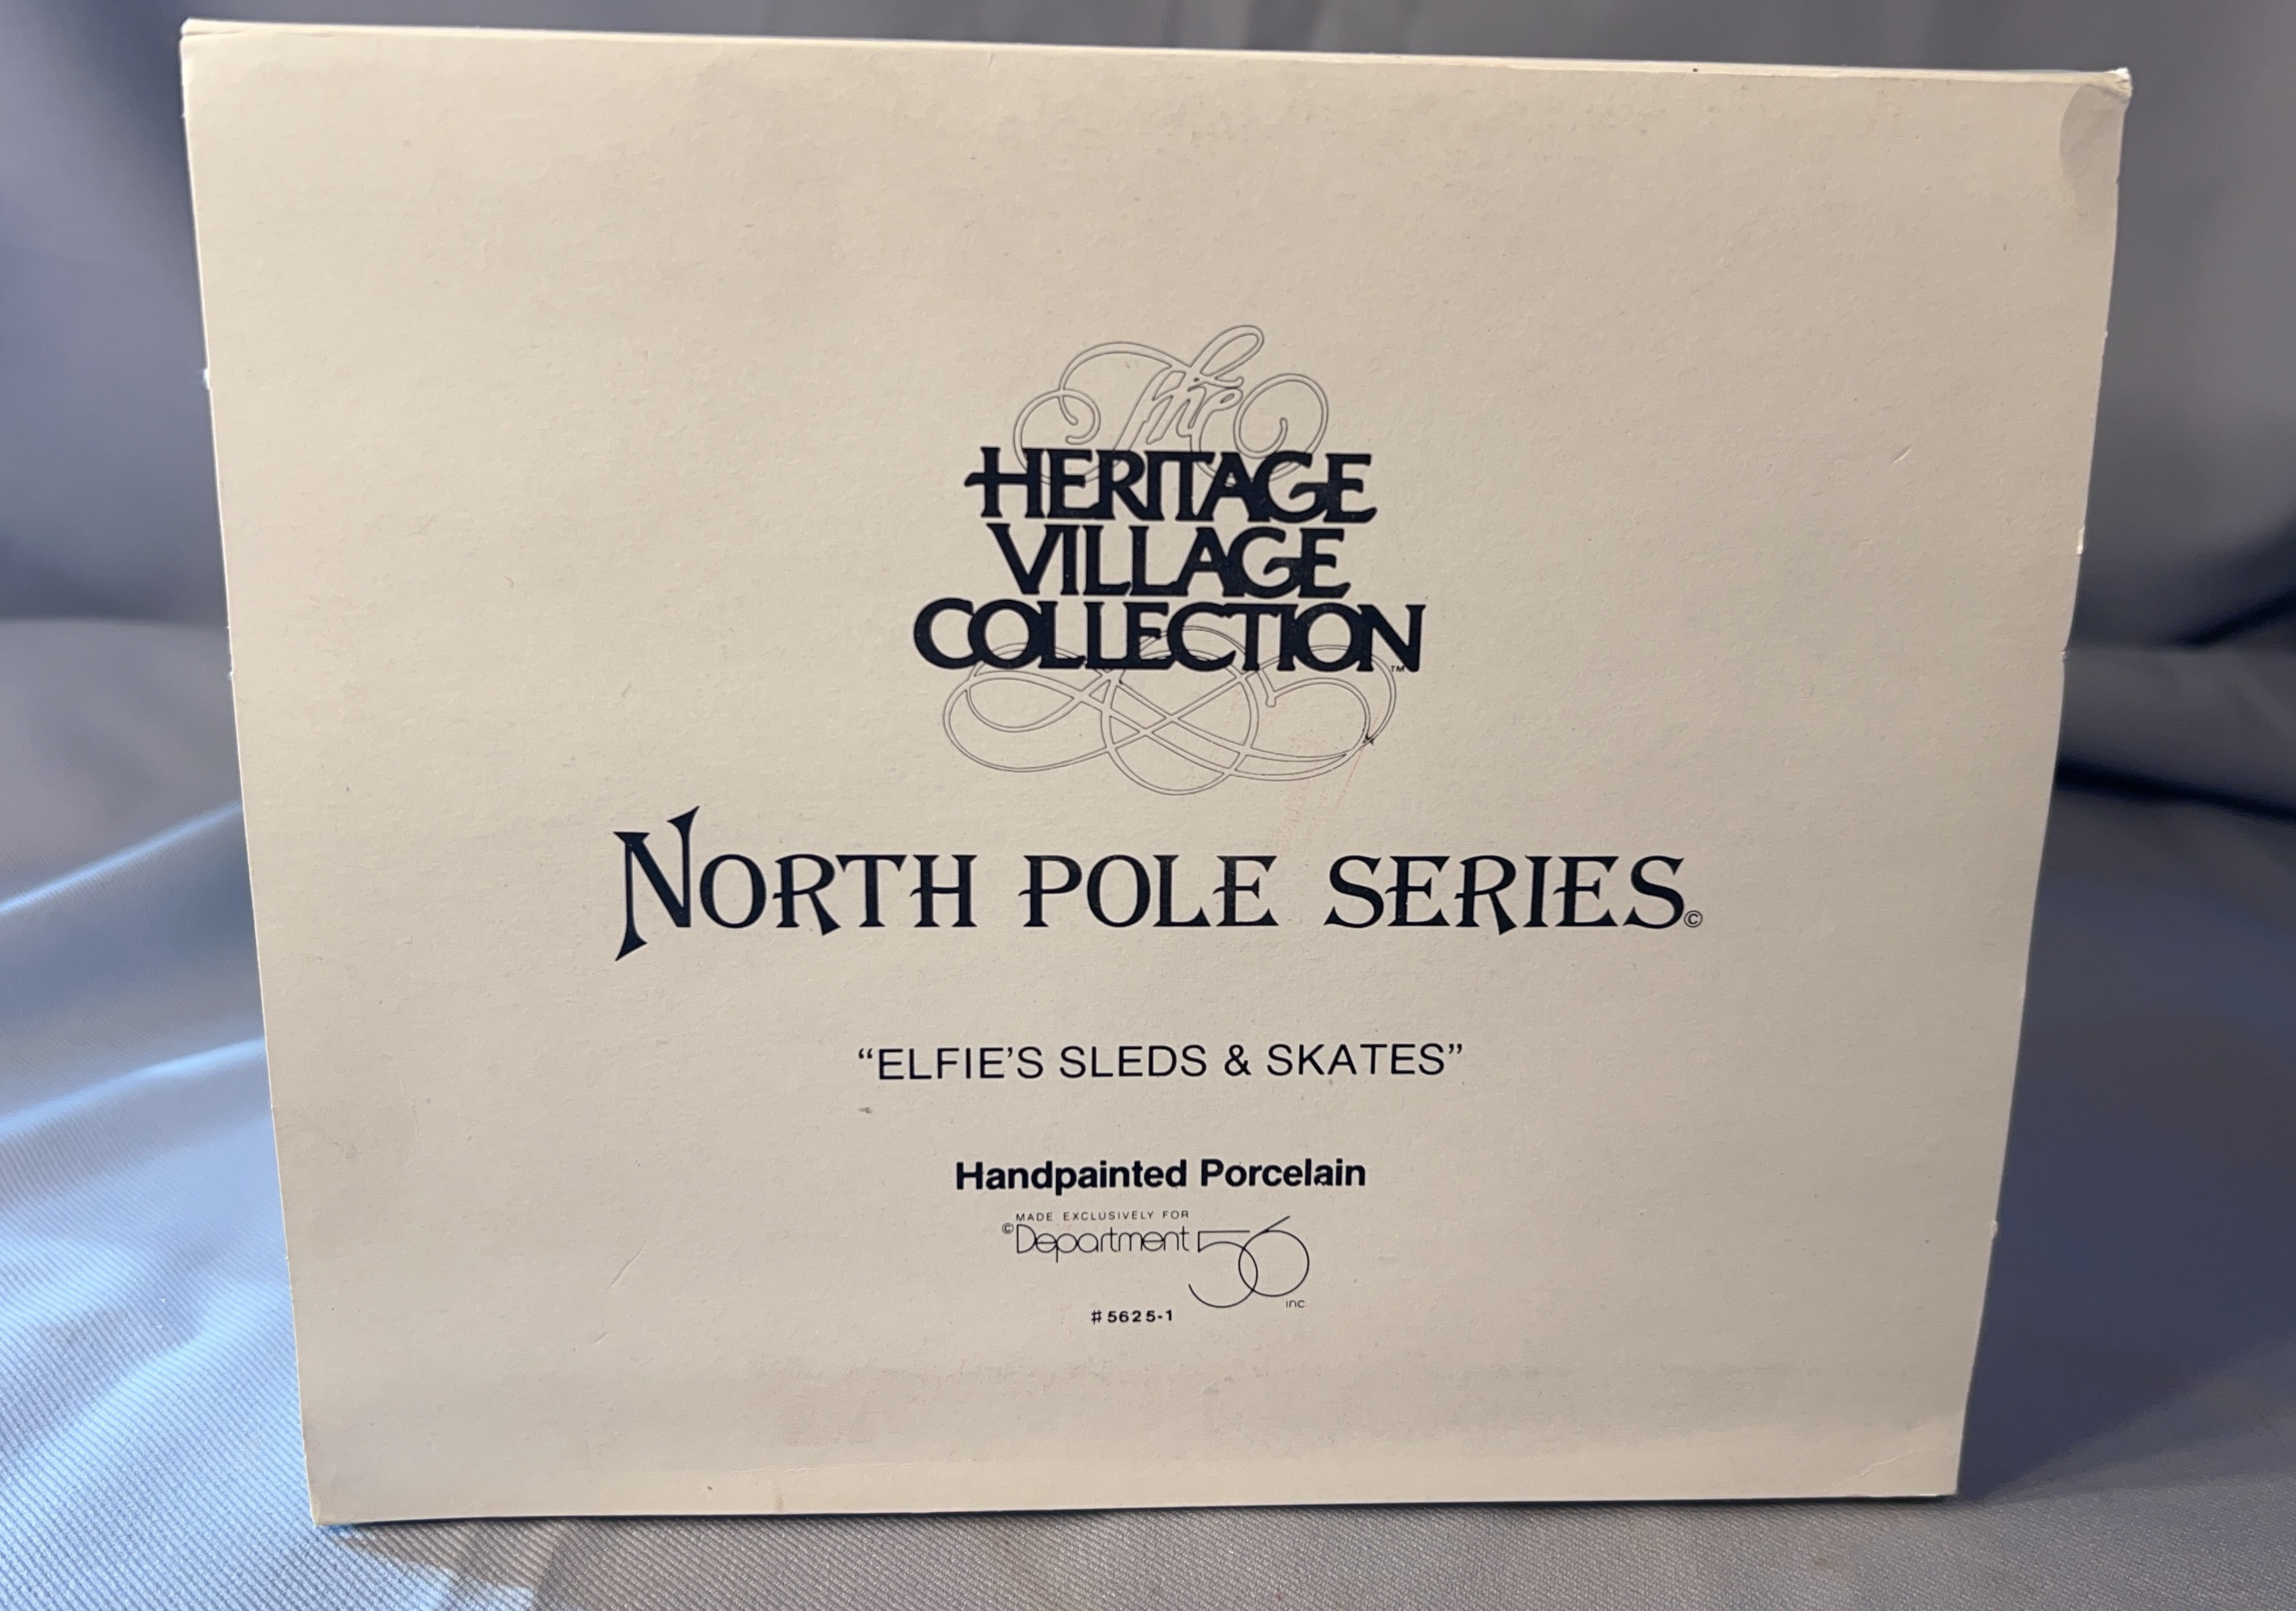 The
HERITAGE
VILLAGE
COLLECTION™
NORTH POLE SERIES©
“ELFIE’S SLEDS & SKATES”
Handpainted Porcelain
MADE EXCLUSIVELY FOR
©Department 56 inc
#5625-1